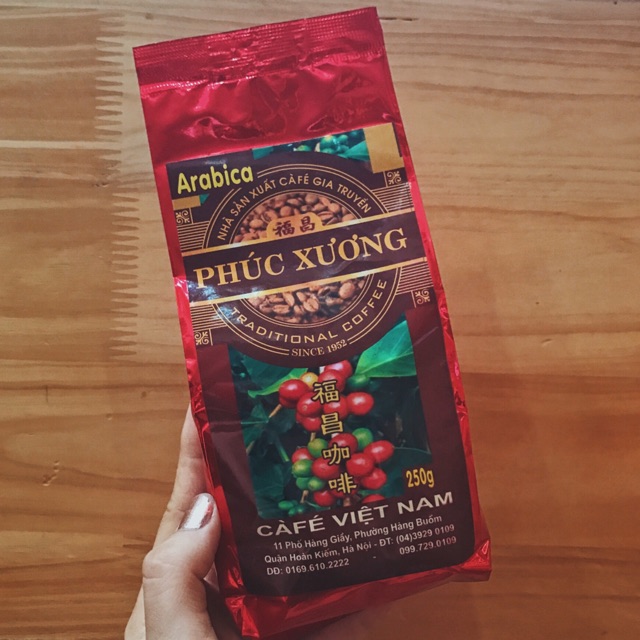 Arabica
NHÀ SẢN XUẤT CÀFÉ GIA TRUYỀN
福昌
PHÚC XƯƠNG
TRADITIONAL COFFEE
SINCE 1952
福昌咖啡
250g
CÀFÉ VIỆT NAM
11 Phố Hàng Giấy, Phường Hàng Buồm
Quận Hoàn Kiếm, Hà Nội - ĐT: (04)3929 0109
DĐ: 0169.610.2222 - 099.729.0109